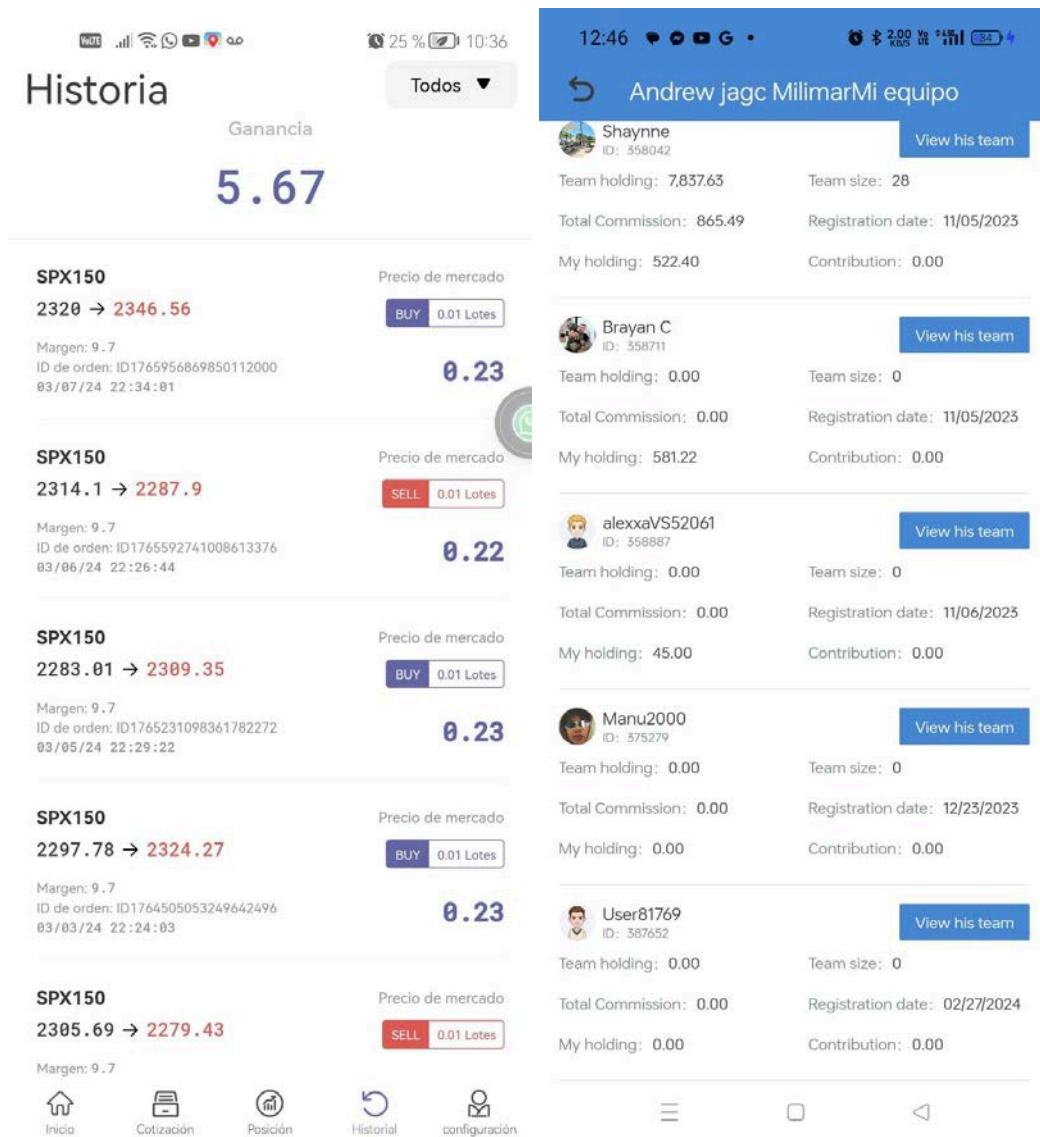 VoLTE
25 %
10:36
Historia
Todos ▼
Ganancia
5.67
SPX150
Precio de mercado
2320 → 2346.56
BUY 0.01 Lotes
Margen: 9.7
ID de orden: ID1765956869850112000
0.23
03/07/24 22:34:01
SPX150
Precio de mercado
2314.1 → 2287.9
SELL 0.01 Lotes
Margen: 9.7
ID de orden: ID1765592741008613376
0.22
03/06/24 22:26:44
SPX150
Precio de mercado
2283.01 → 2309.35
BUY 0.01 Lotes
Margen: 9.7
ID de orden: ID1765231098361782272
0.23
03/05/24 22:29:22
SPX150
Precio de mercado
2297.78 → 2324.27
BUY 0.01 Lotes
Margen: 9.7
ID de orden: ID1764505053249642496
0.23
03/03/24 22:24:03
SPX150
Precio de mercado
2305.69 → 2279.43
SELL 0.01 Lotes
Margen: 9.7
Inicio
Cotización
Posición
Historial
configuración
12:46
G
2.00 KB/S
84
Andrew jagc MilimarMi equipo
Shaynne
ID: 358042
View his team
Team holding: 7,837.63
Team size: 28
Total Commission: 865.49
Registration date: 11/05/2023
My holding: 522.40
Contribution: 0.00
Brayan C
ID: 358711
View his team
Team holding: 0.00
Team size: 0
Total Commission: 0.00
Registration date: 11/05/2023
My holding: 581.22
Contribution: 0.00
alexxaVS52061
ID: 358887
View his team
Team holding: 0.00
Team size: 0
Total Commission: 0.00
Registration date: 11/06/2023
My holding: 45.00
Contribution: 0.00
Manu2000
ID: 375279
View his team
Team holding: 0.00
Team size: 0
Total Commission: 0.00
Registration date: 12/23/2023
My holding: 0.00
Contribution: 0.00
User81769
ID: 387652
View his team
Team holding: 0.00
Team size: 0
Total Commission: 0.00
Registration date: 02/27/2024
My holding: 0.00
Contribution: 0.00